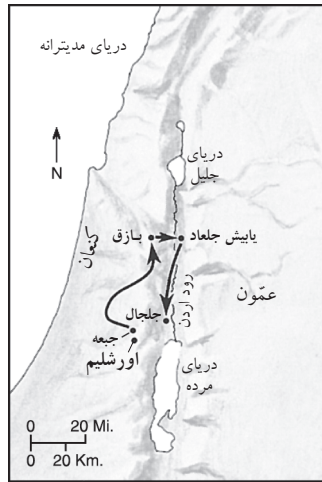 دریای مدیترانه
N
دریای
جلیل
یابیش جلعاد
بازق
کنعان
عمّون
رود اردن
جلجال
جبعه
اورشلیم
دریای
مرده
0 20 Mi.
0 20 Km.